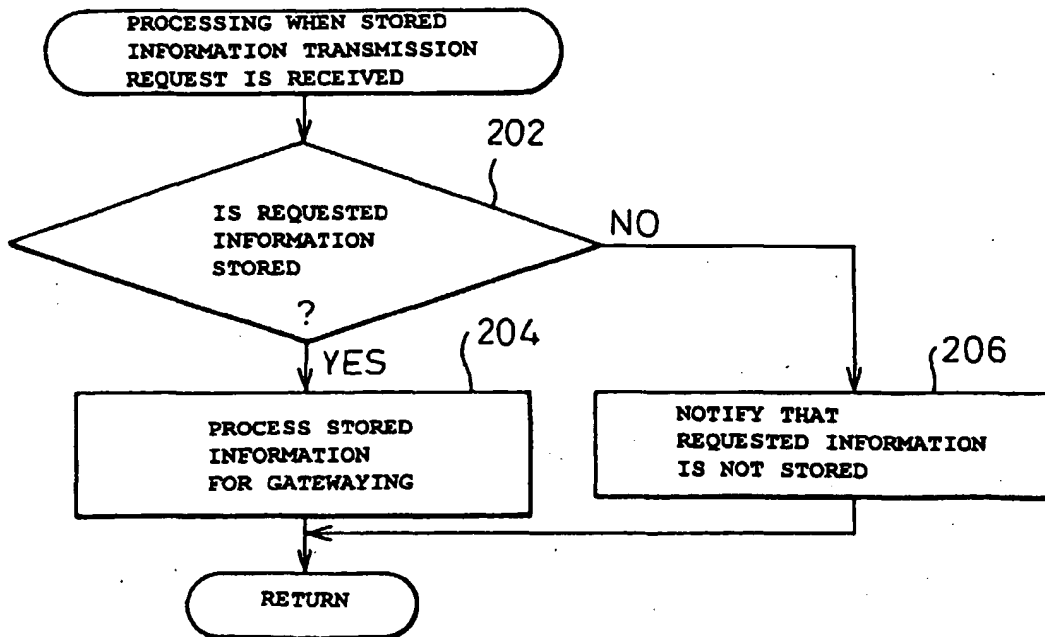 PROCESSING WHEN STORED
INFORMATION TRANSMISSION
REQUEST IS RECEIVED
202
IS REQUESTED
INFORMATION
STORED
?
NO
YES
204
206
PROCESS STORED
INFORMATION
FOR GATEWAYING
NOTIFY THAT
REQUESTED INFORMATION
IS NOT STORED
RETURN